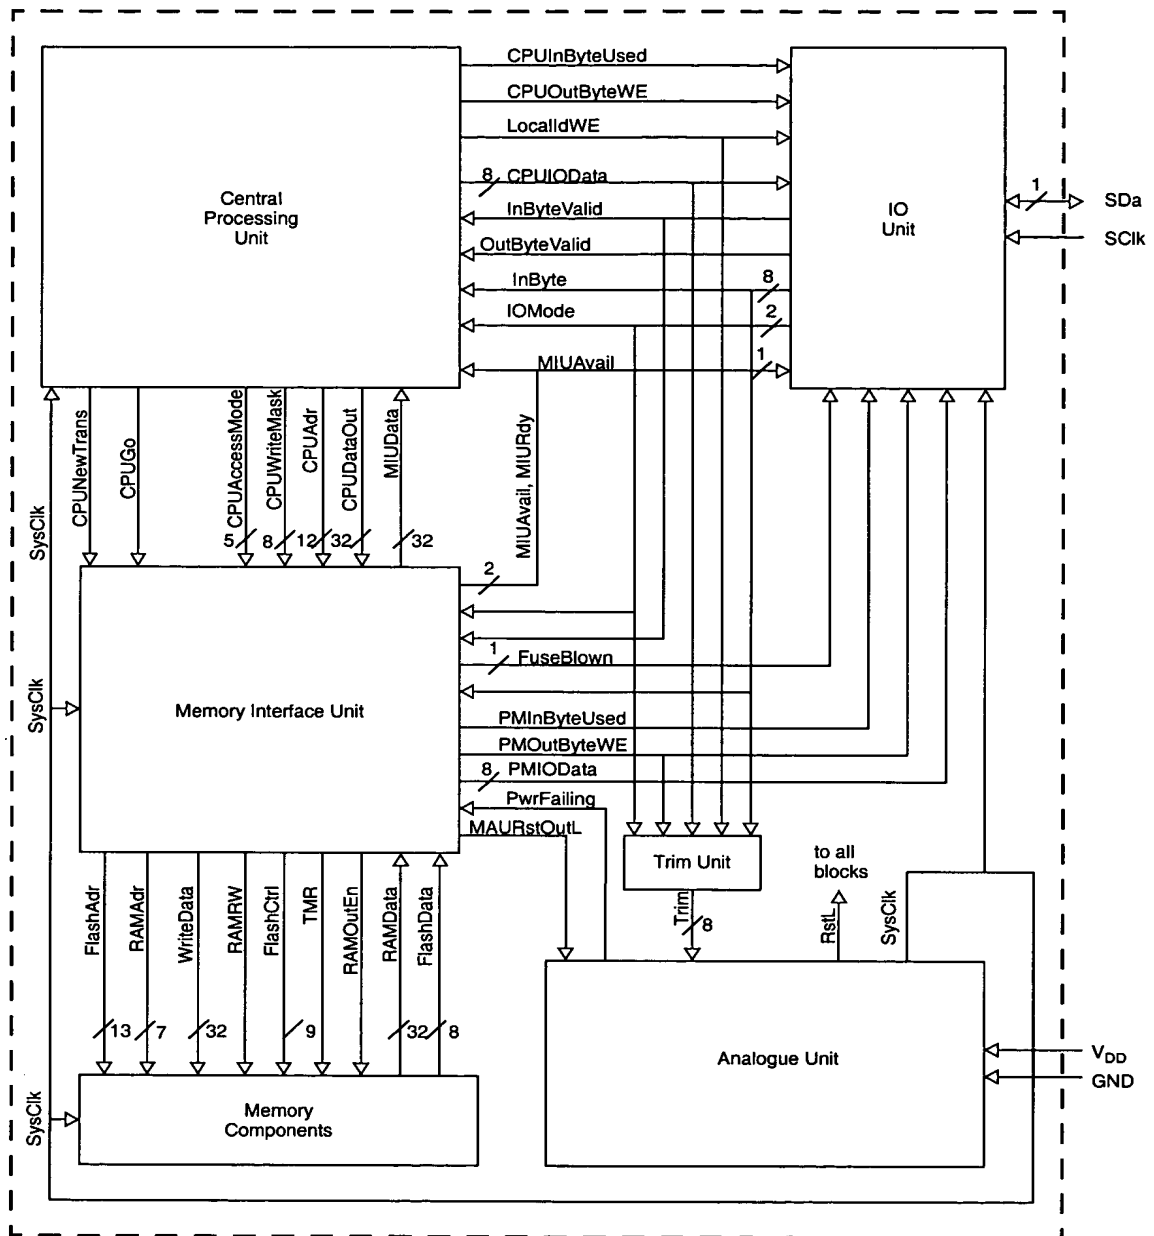 CPUInByteUsed
CPUOutByteWE
LocalIdWE
8 CPUIOData
InByteValid
OutByteValid
InByte 8
IOMode 2
MIUAvail 1
Central
Processing
Unit
IO
Unit
1 SDa
SClk
SysClk
CPUNewTrans
CPUGo
CPUAccessMode
CPUWriteMask
CPUAdr
CPUDataOut
MIUData
5 8 12 32 32
MIUAvail, MIURdy
2
1 FuseBlown
SysClk
Memory Interface Unit
PMInByteUsed
PMOutByteWE
8 PMIOData
PwrFailing
MAURstOutL
Trim Unit
Trim
8
to all
blocks
RstL
SysClk
FlashAdr
RAMAdr
WriteData
RAMRW
FlashCtrl
TMR
RAMOutEn
RAMData
FlashData
13 7 32 9 32 8
Analogue Unit
VDD
GND
SysClk
Memory
Components